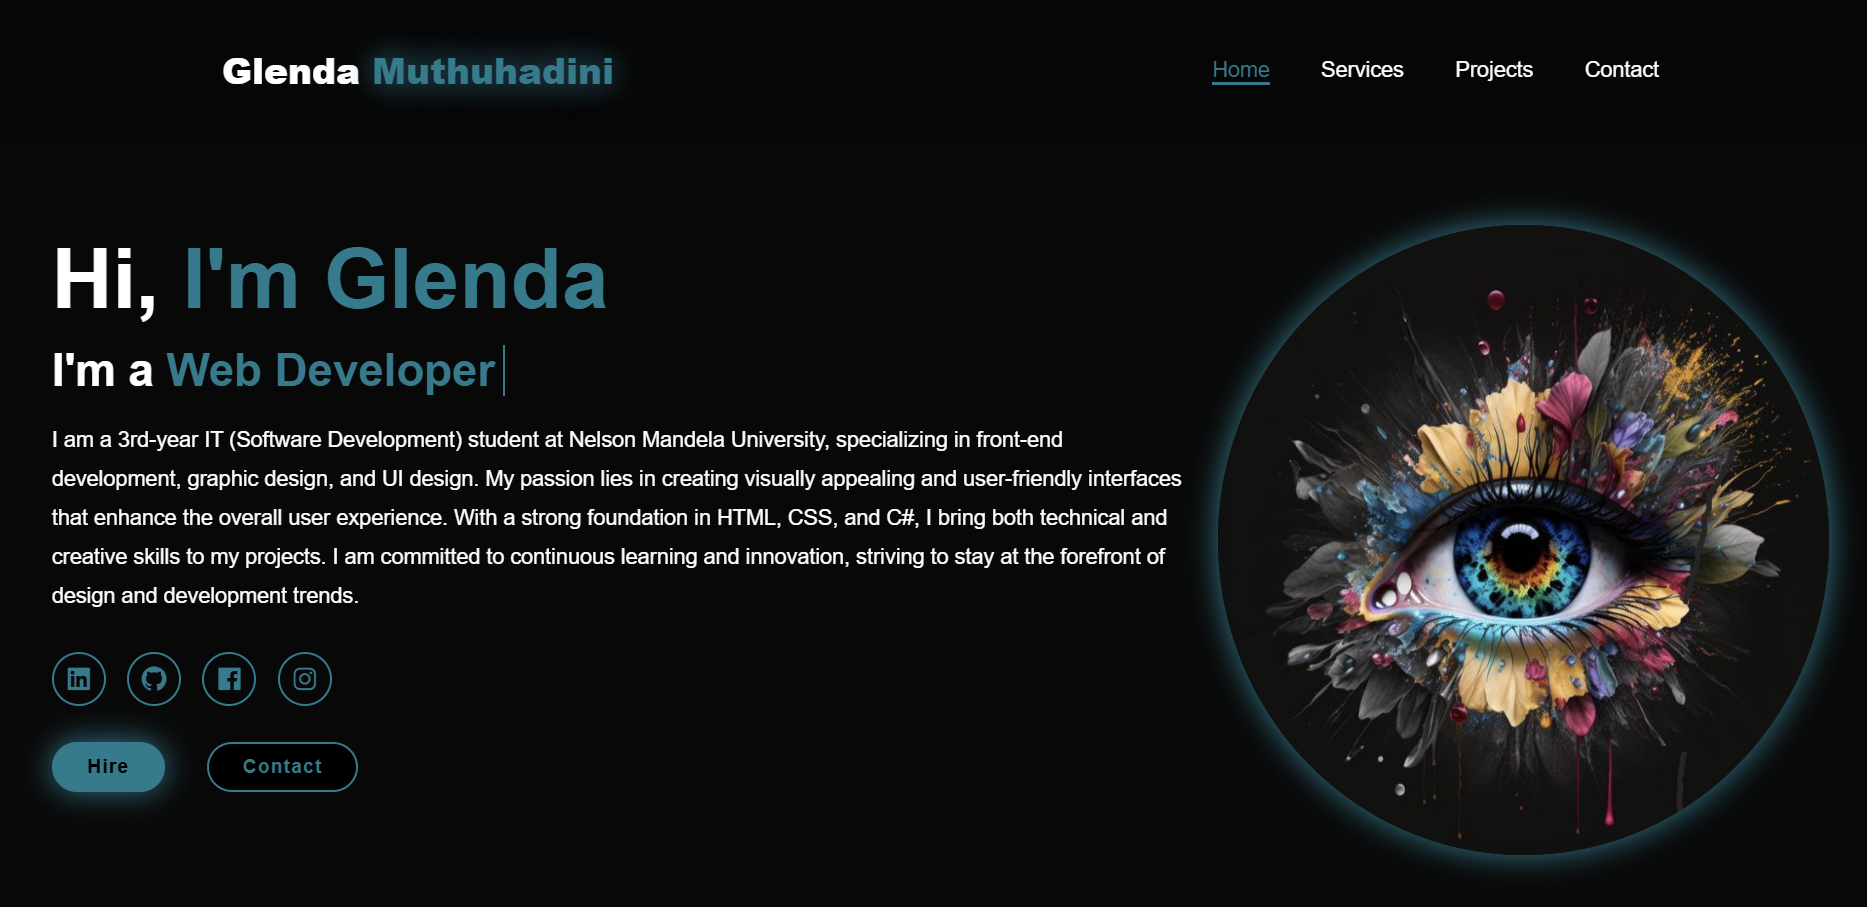 Glenda Muthuhadini
Home Services Projects Contact
Hi, I'm Glenda
I'm a Web Developer
I am a 3rd-year IT (Software Development) student at Nelson Mandela University, specializing in front-end
development, graphic design, and UI design. My passion lies in creating visually appealing and user-friendly interfaces
that enhance the overall user experience. With a strong foundation in HTML, CSS, and C#, I bring both technical and
creative skills to my projects. I am committed to continuous learning and innovation, striving to stay at the forefront of
design and development trends.
Hire Contact